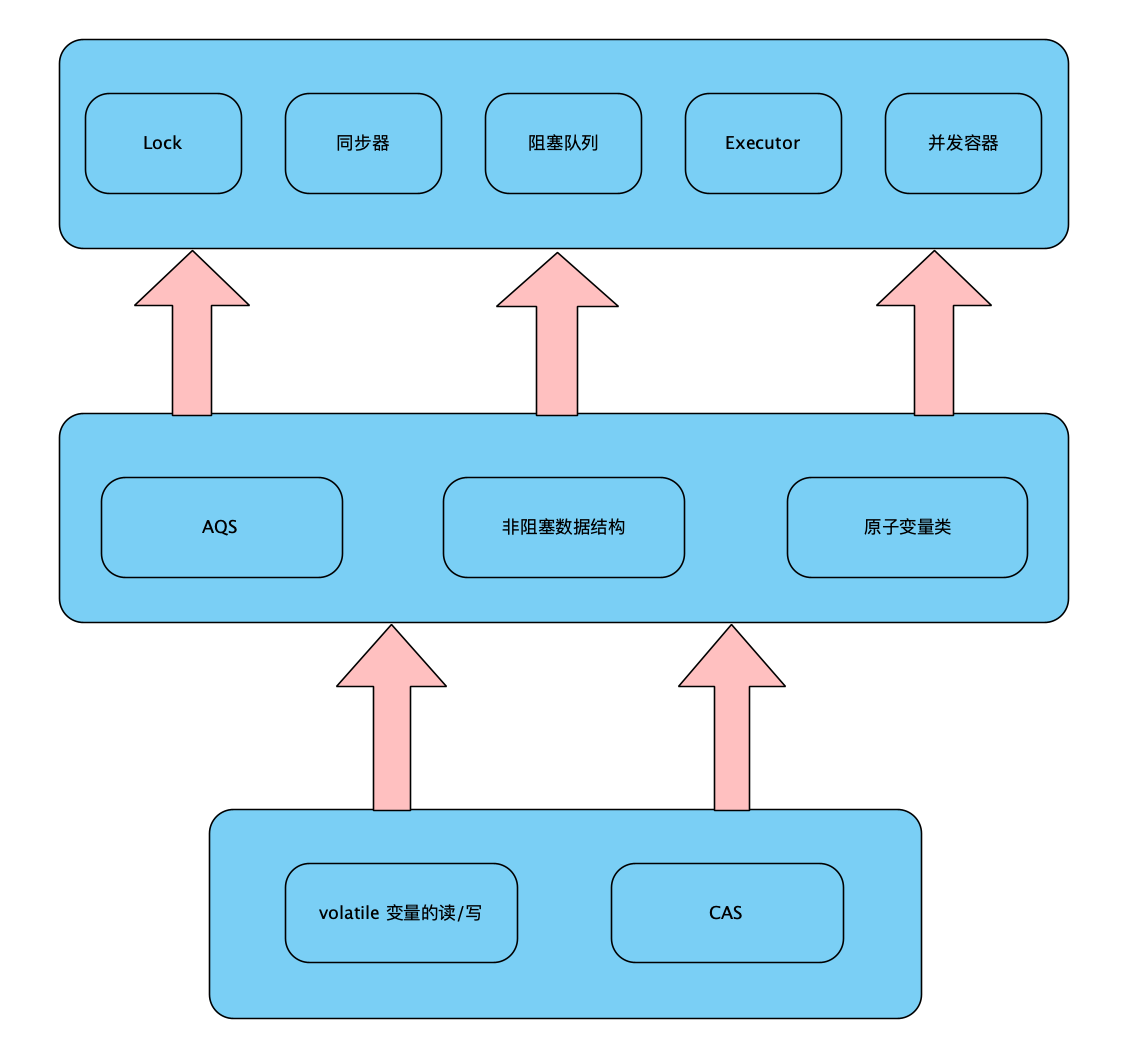 Lock
同步器
阻塞队列
Executor
并发容器
AQS
非阻塞数据结构
原子变量类
volatile 变量的读/写
CAS